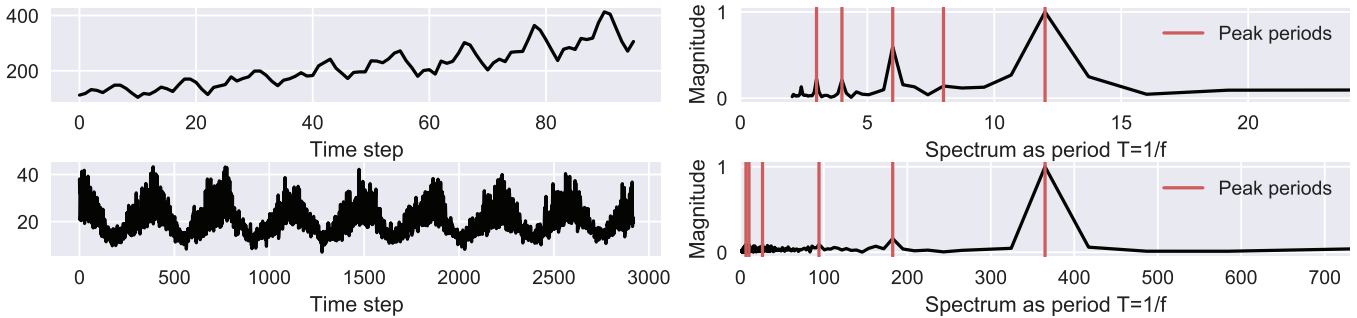 400
200
0 20 40 60 80
Time step
Magnitude
1
0
Peak periods
0 5 10 15 20
Spectrum as period T=1/f
40
20
0 500 1000 1500 2000 2500 3000
Time step
Magnitude
1
0
Peak periods
0 100 200 300 400 500 600 700
Spectrum as period T=1/f